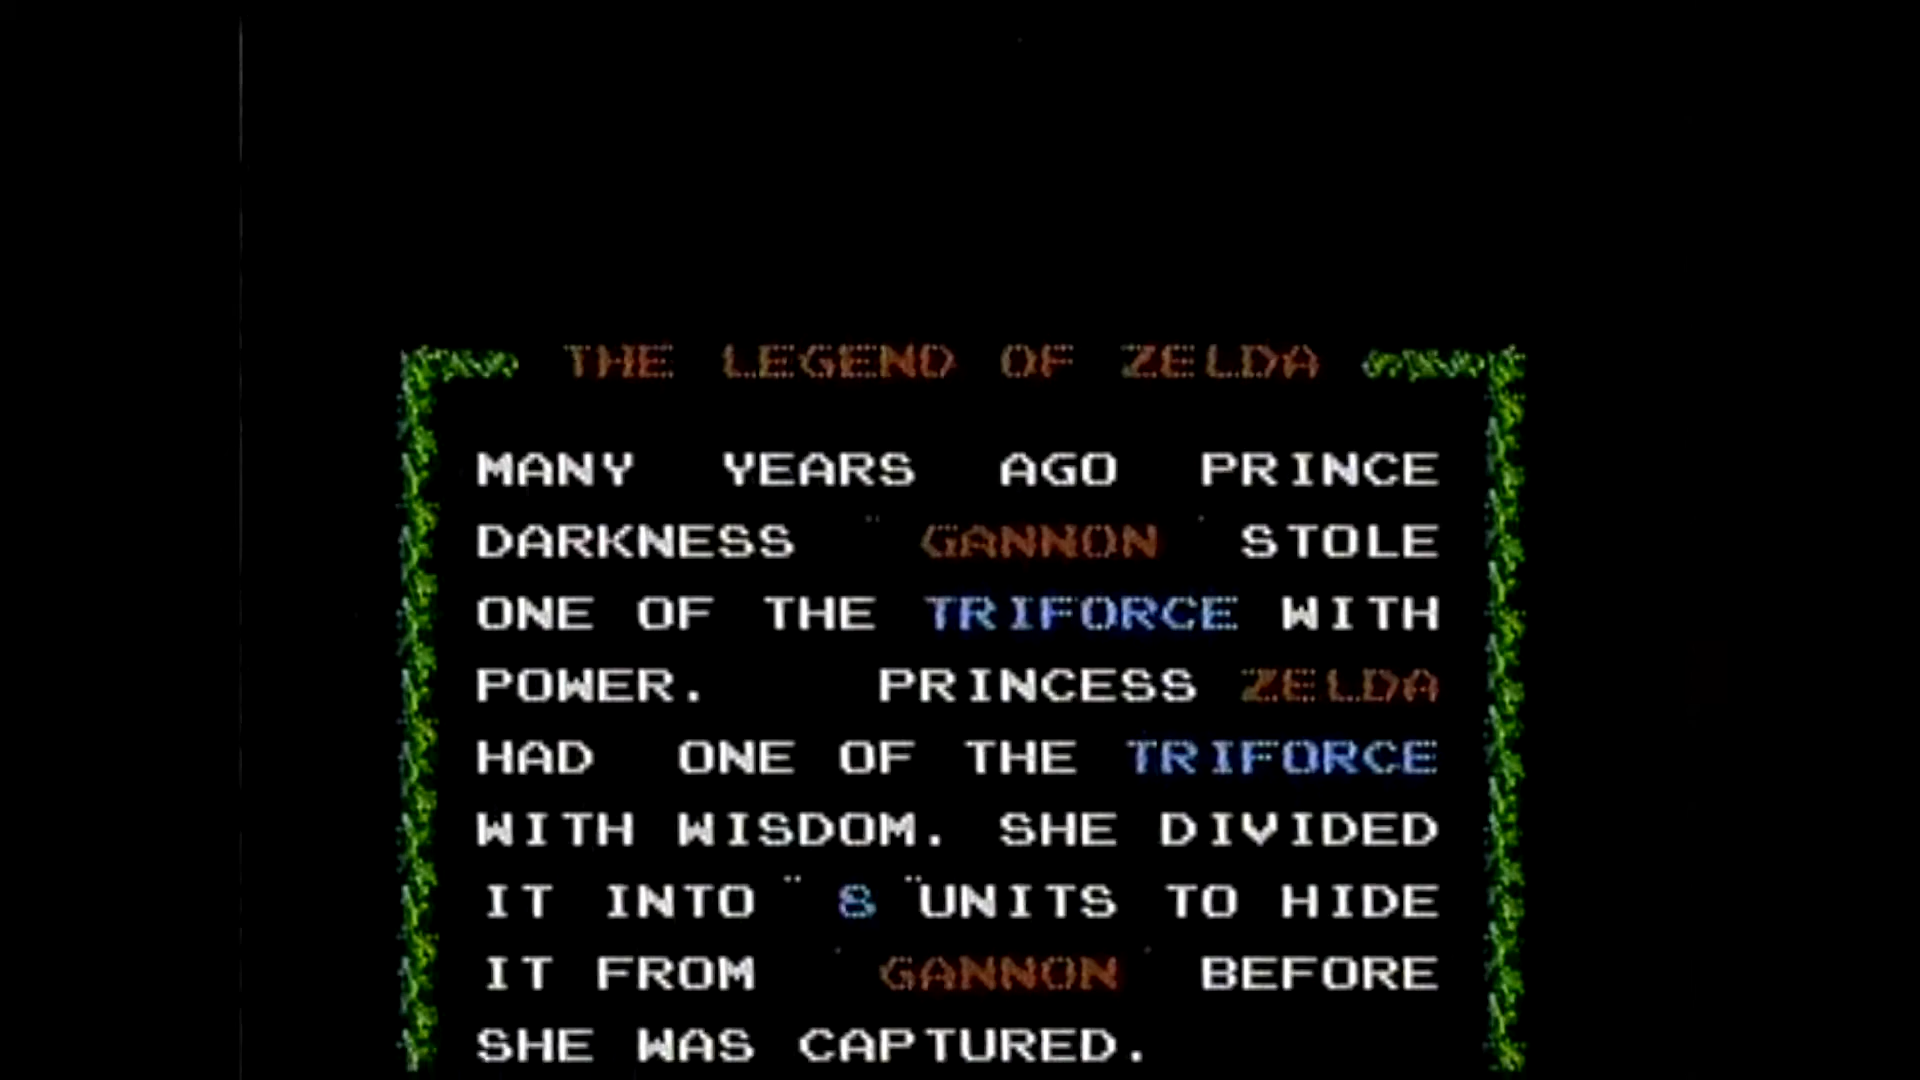 THE LEGEND OF ZELDA
MANY YEARS AGO PRINCE
DARKNESS "GANNON" STOLE
ONE OF THE TRIFORCE WITH
POWER. PRINCESS ZELDA
HAD ONE OF THE TRIFORCE
WITH WISDOM. SHE DIVIDED
IT INTO "8" UNITS TO HIDE
IT FROM "GANNON" BEFORE
SHE WAS CAPTURED.